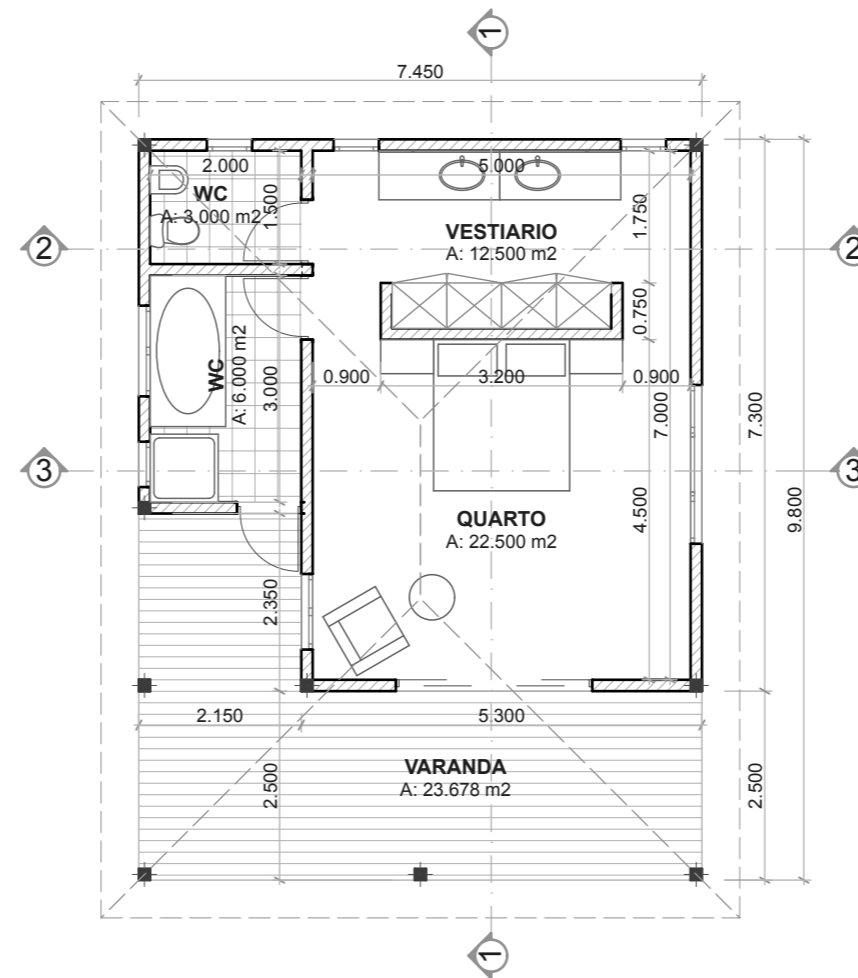 1
7.450
2.000
5.000
WC
A: 3.000 m2
1.500
1.750
VESTIARIO
A: 12.500 m2
2
2
0.750
WC
A: 6.000 m2
3.000
0.900
3.200
0.900
7.000
7.300
9.800
3
3
4.500
QUARTO
A: 22.500 m2
2.350
2.150
5.300
VARANDA
A: 23.678 m2
2.500
2.500
1